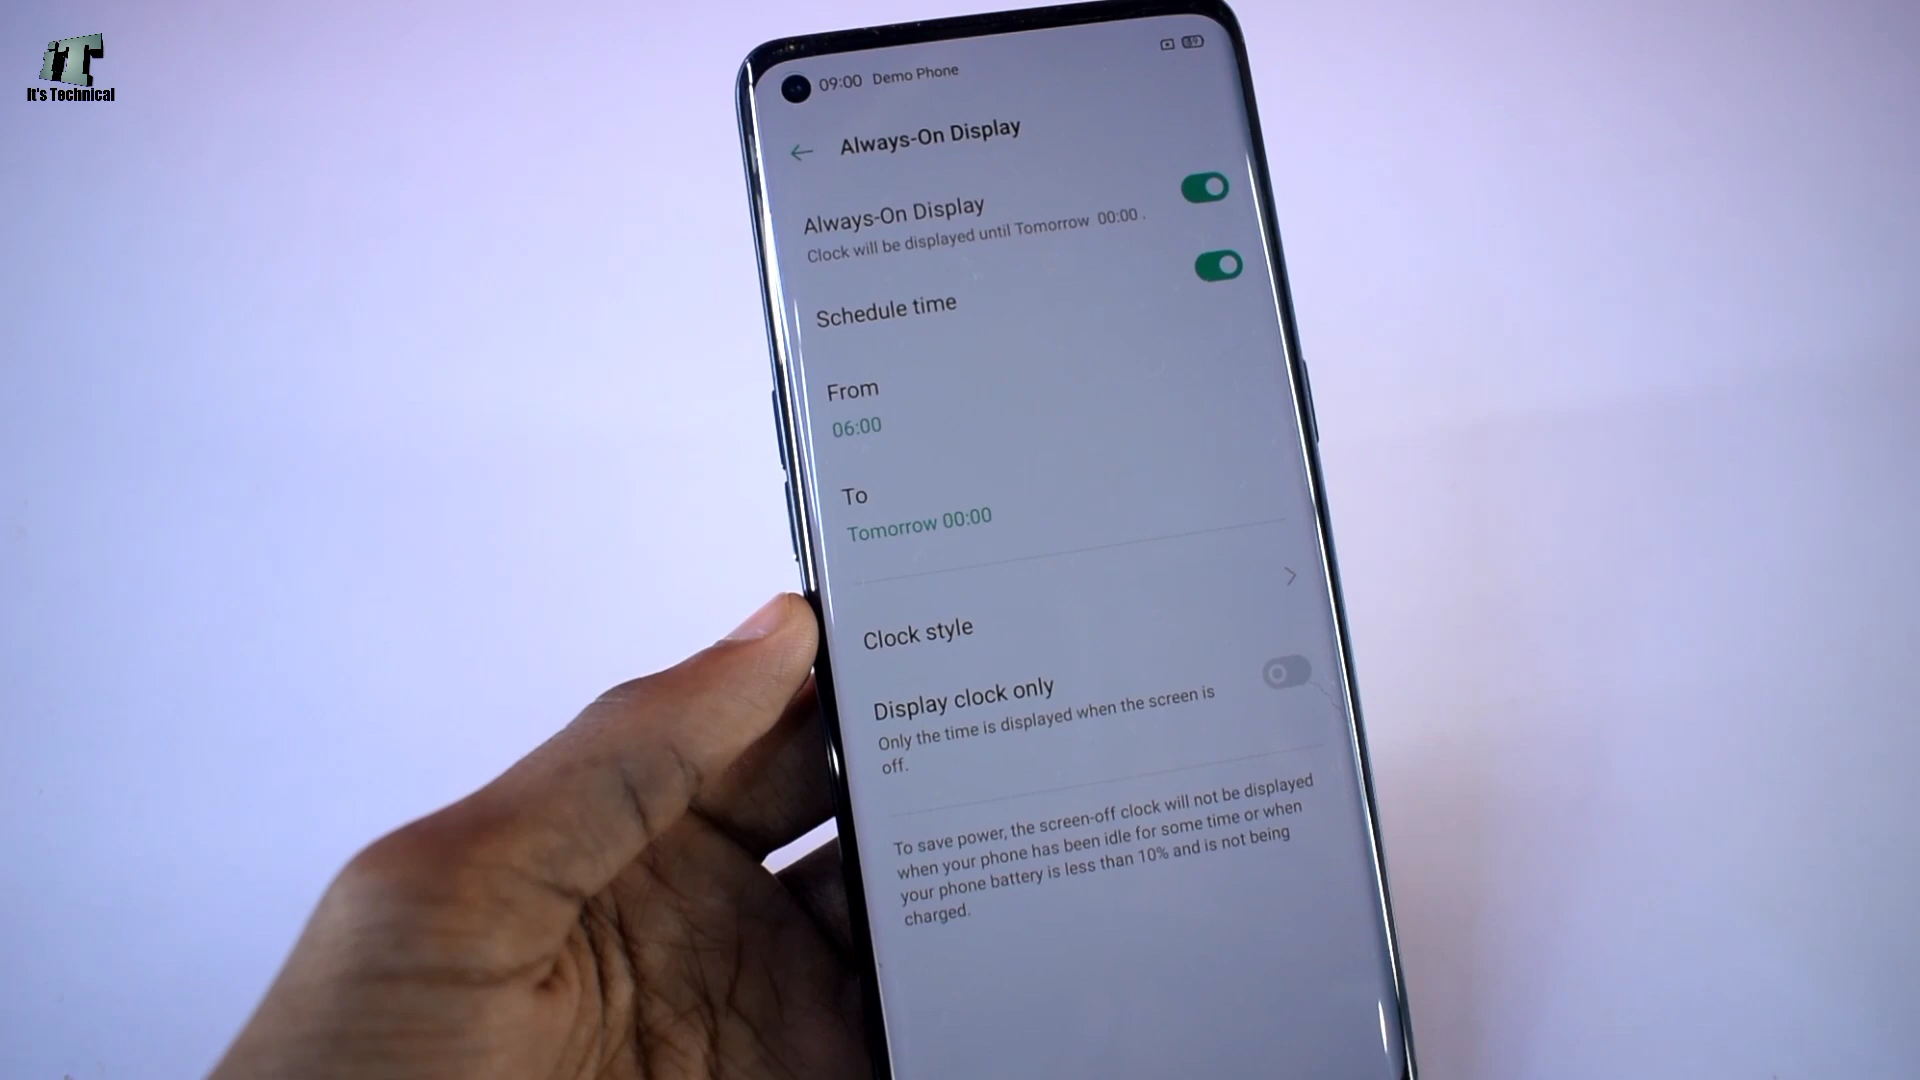 iT
It's Technical
09:00 Demo Phone
Always-On Display
Always-On Display
Clock will be displayed until Tomorrow 00:00 .
Schedule time
From
06:00
To
Tomorrow 00:00
Clock style
Display clock only
Only the time is displayed when the screen is
off.
To save power, the screen-off clock will not be displayed
when your phone has been idle for some time or when
your phone battery is less than 10% and is not being
charged.